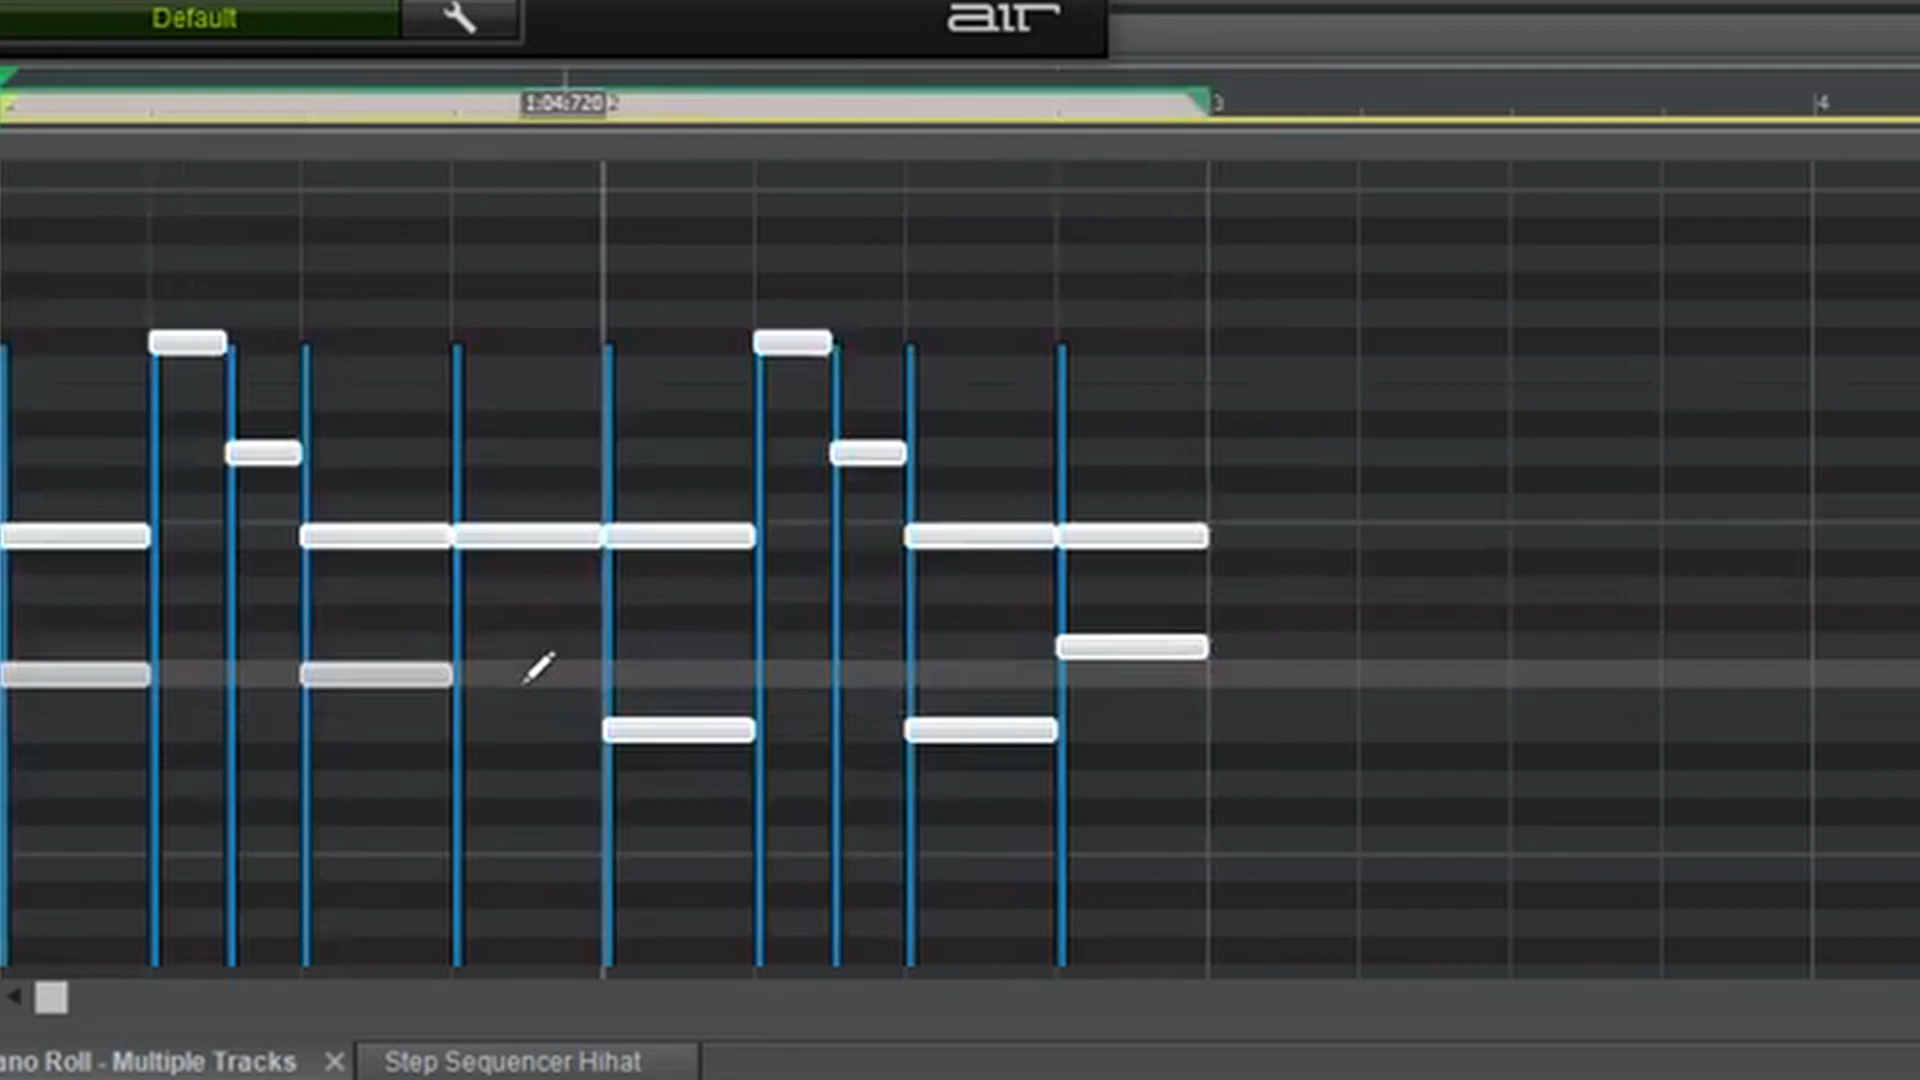 Default
air
1:04:720 2 3 4
ano Roll - Multiple Tracks
Step Sequencer Hihat